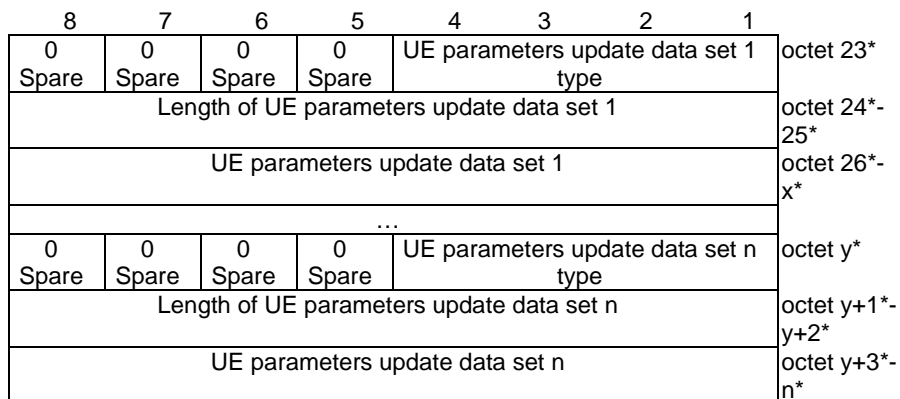 8 7 6 5 4 3 2 1
0 0 0 0 UE parameters update data set 1 octet 23*
Spare Spare Spare Spare type
Length of UE parameters update data set 1 octet 24*-
25*
UE parameters update data set 1 octet 26*-
x*
…
0 0 0 0 UE parameters update data set n octet y*
Spare Spare Spare Spare type
Length of UE parameters update data set n octet y+1*-
y+2*
UE parameters update data set n octet y+3*-
n*